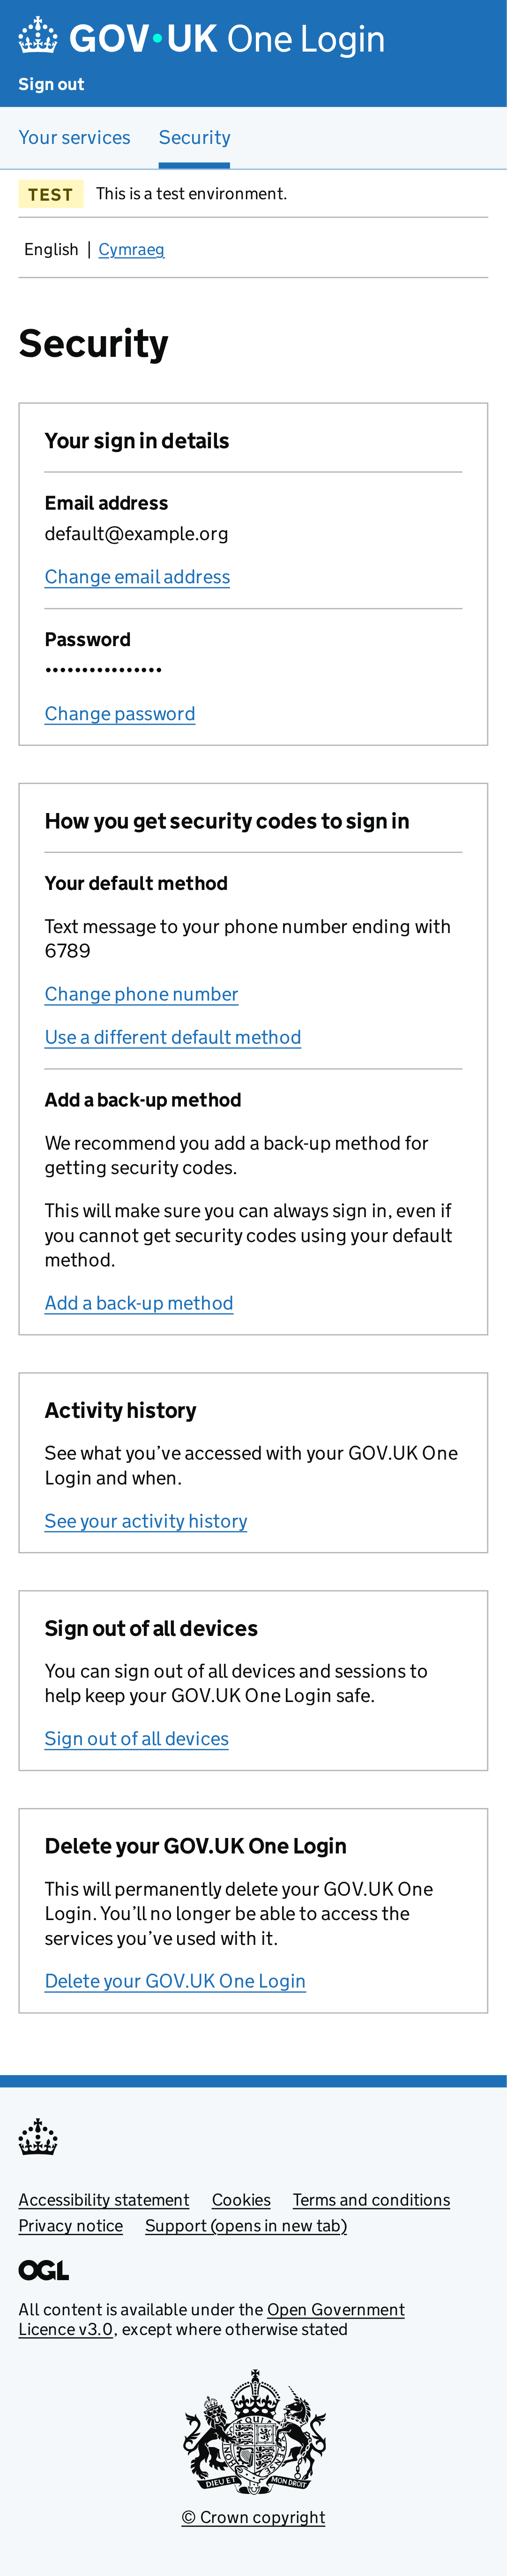 GOV·UK One Login
Sign out
Your services Security
TEST This is a test environment.
English | Cymraeg
Security
Your sign in details
Email address
default@example.org
Change email address
Password
••••••••••••••••
Change password
How you get security codes to sign in
Your default method
Text message to your phone number ending with
6789
Change phone number
Use a different default method
Add a back-up method
We recommend you add a back-up method for
getting security codes.
This will make sure you can always sign in, even if
you cannot get security codes using your default
method.
Add a back-up method
Activity history
See what you’ve accessed with your GOV.UK One
Login and when.
See your activity history
Sign out of all devices
You can sign out of all devices and sessions to
help keep your GOV.UK One Login safe.
Sign out of all devices
Delete your GOV.UK One Login
This will permanently delete your GOV.UK One
Login. You’ll no longer be able to access the
services you’ve used with it.
Delete your GOV.UK One Login
Accessibility statement Cookies Terms and conditions
Privacy notice Support (opens in new tab)
OGL
All content is available under the Open Government
Licence v3.0, except where otherwise stated
DIEU ET MON DROIT
© Crown copyright